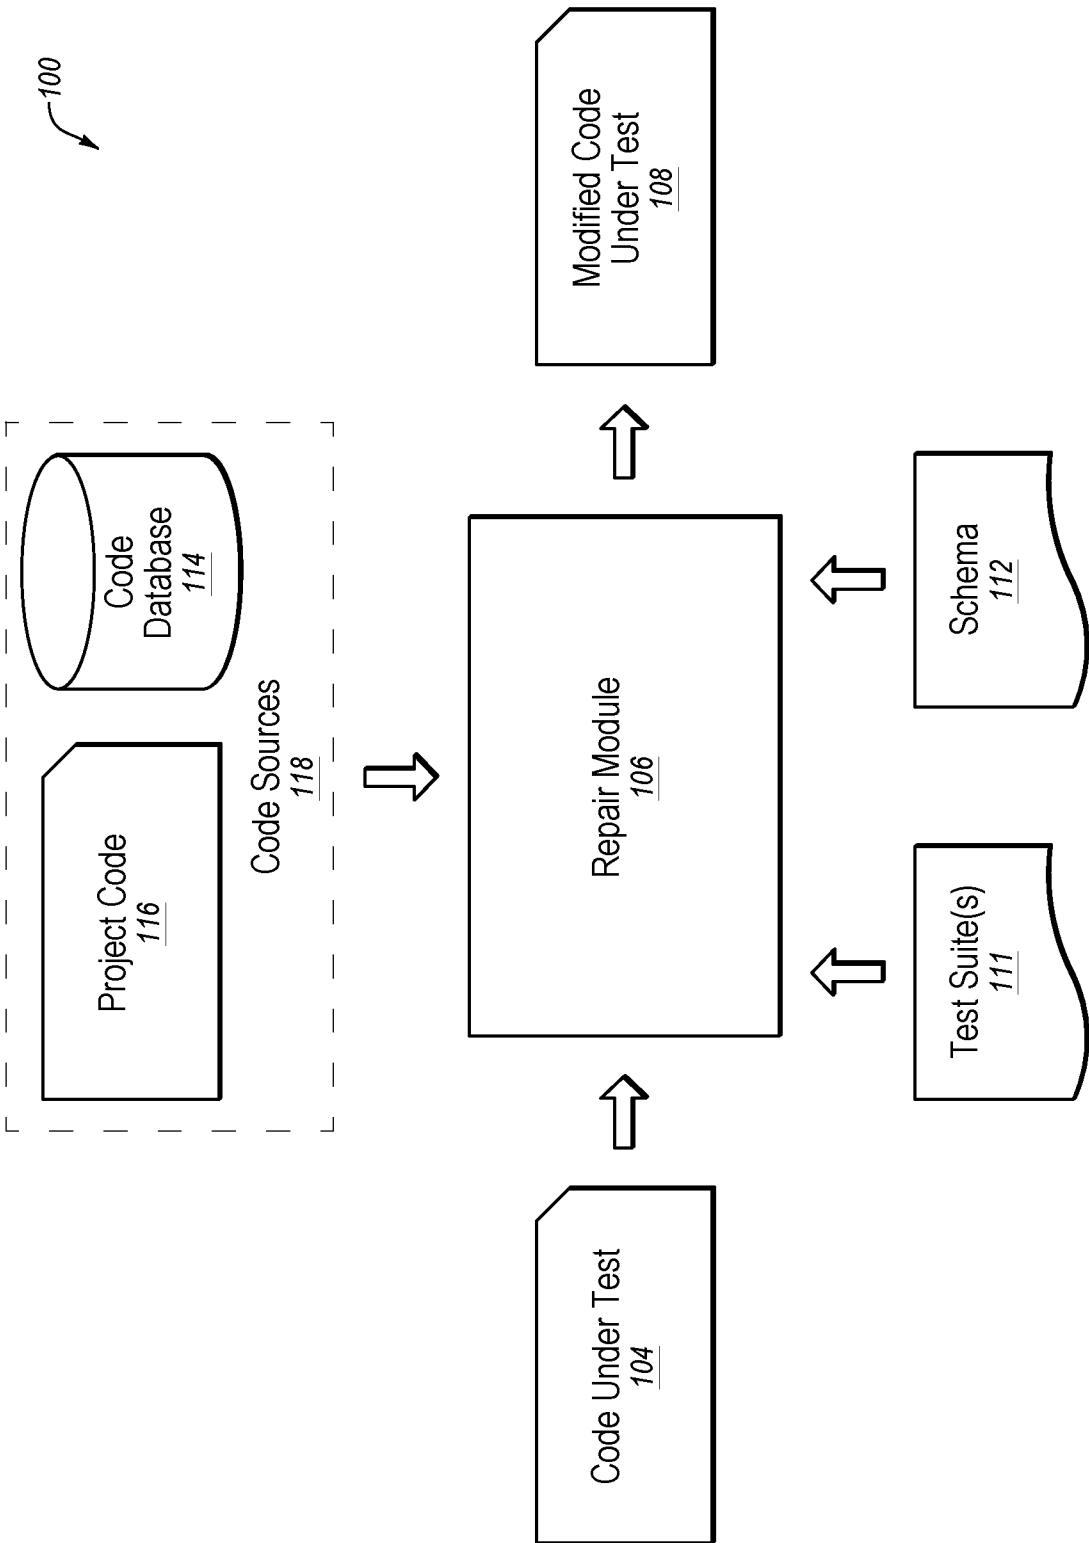 100
Project Code
116
Code
Database
114
Code Sources
118
Code Under Test
104
Repair Module
106
Modified Code
Under Test
108
Test Suite(s)
111
Schema
112